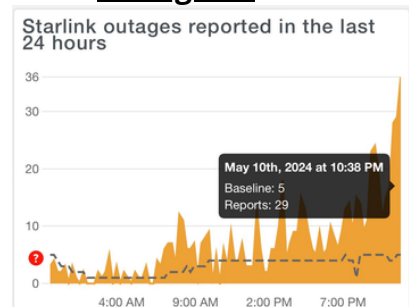 Starlink outages reported in the last
24 hours
36
30
20
10
0
?
May 10th, 2024 at 10:38 PM
Baseline: 5
Reports: 29
4:00 AM
9:00 AM
2:00 PM
7:00 PM